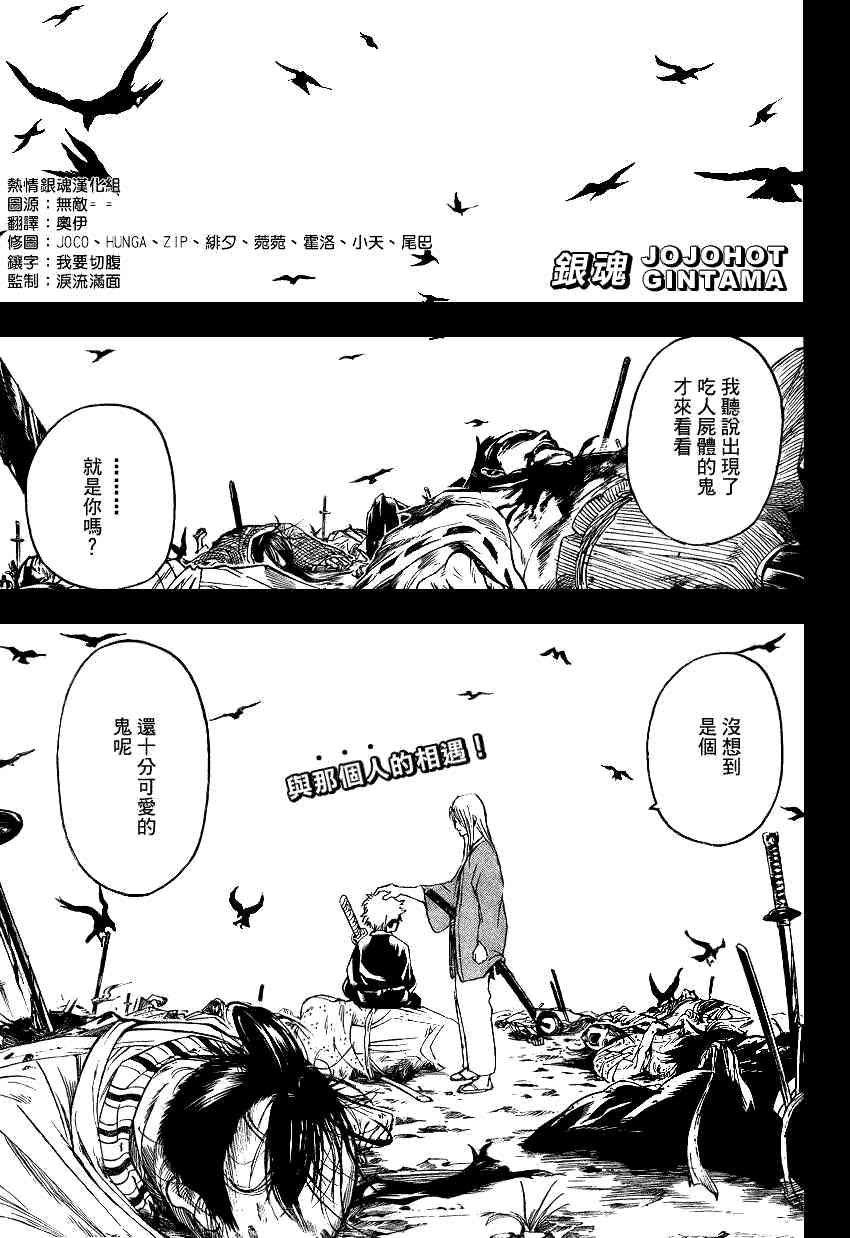 熱情銀魂漢化組
圖源：無敵= =
翻譯：奧伊
修圖：JOCO、HUNGA、ZIP、緋夕、菀菀、霍洛、小天、尾巴
鑲字：我要切腹
監制：淚流滿面
銀魂 JOJOHOT
GINTAMA
我聽說出現了
吃人屍體的鬼
才來看看
………
就是你嗎？
沒想到
是個
與那個人的相遇！
還十分可愛的
鬼呢